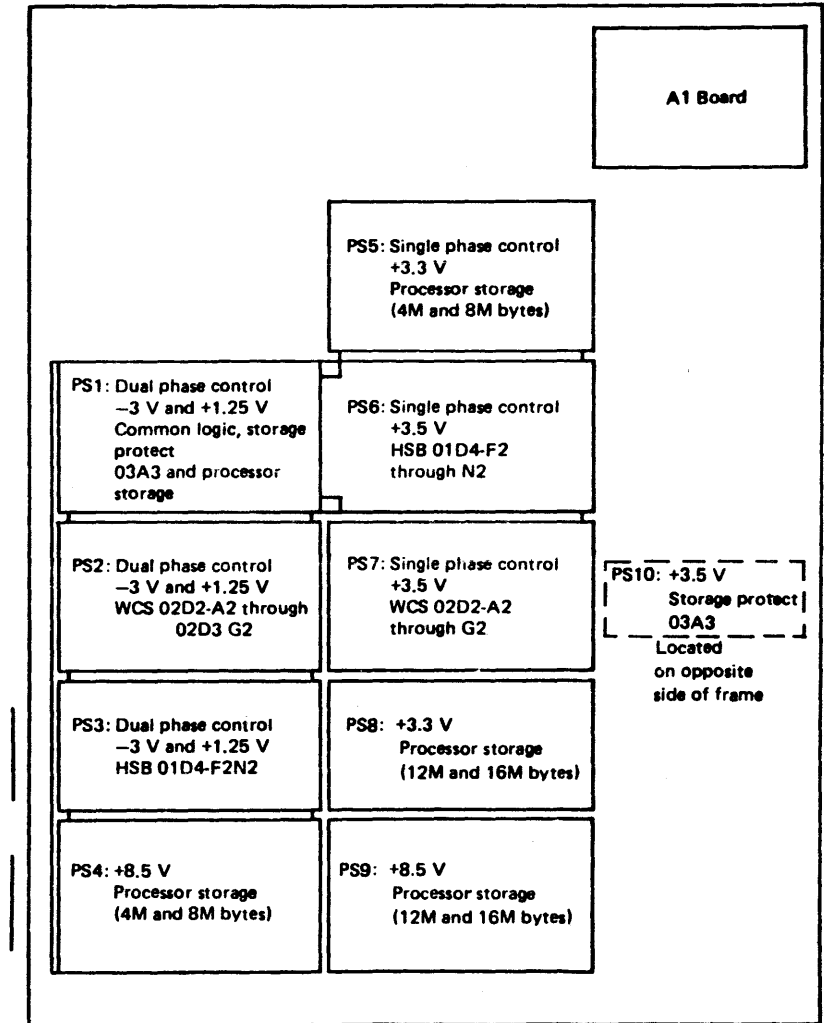 A1 Board
PS5: Single phase control
+3.3 V
Processor storage
(4M and 8M bytes)
PS1: Dual phase control
−3 V and +1.25 V
Common logic, storage
protect
03A3 and processor
storage
PS6: Single phase control
+3.5 V
HSB 01D4-F2
through N2
PS2: Dual phase control
−3 V and +1.25 V
WCS 02D2-A2 through
02D3 G2
PS7: Single phase control
+3.5 V
WCS 02D2-A2
through G2
PS10: +3.5 V
Storage protect
03A3
Located
on opposite
side of frame
PS3: Dual phase control
−3 V and +1.25 V
HSB 01D4-F2N2
PS8: +3.3 V
Processor storage
(12M and 16M bytes)
PS4: +8.5 V
Processor storage
(4M and 8M bytes)
PS9: +8.5 V
Processor storage
(12M and 16M bytes)